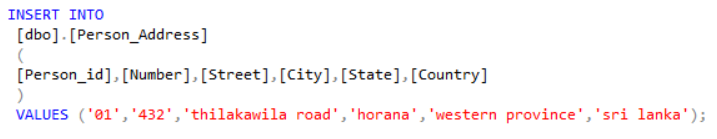 INSERT INTO
[dbo].[Person_Address]
(
[Person_id],[Number],[Street],[City],[State],[Country]
)
VALUES ('01','432','thilakawila road','horana','western province','sri lanka');